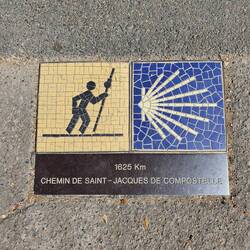 1625 Km
CHEMIN DE SAINT-JACQUES DE COMPOSTELLE